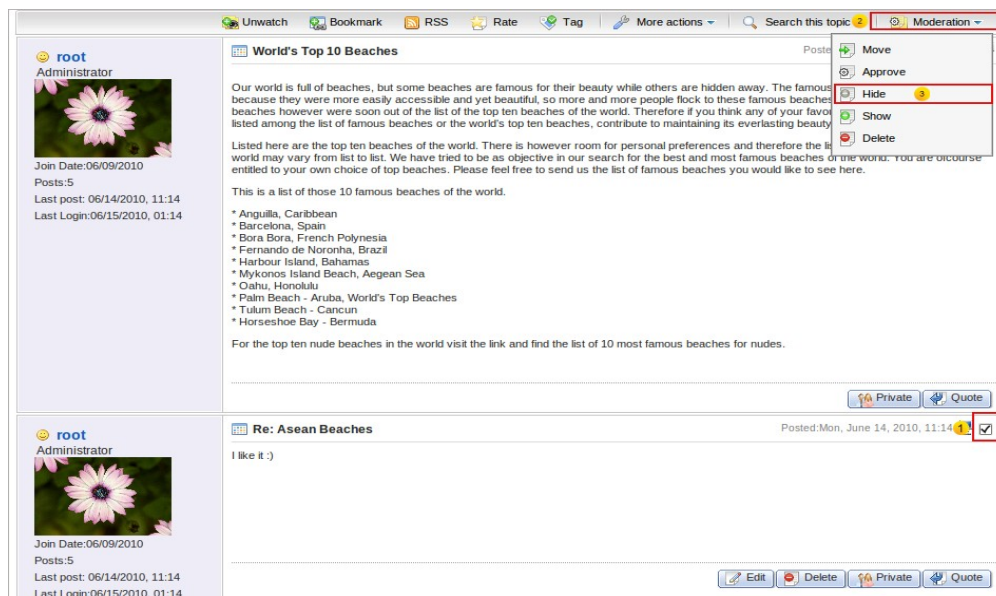 Unwatch Bookmark RSS Rate Tag More actions Search this topic 2 Moderation
root
Administrator
Join Date:06/09/2010
Posts:5
Last post: 06/14/2010, 11:14
Last Login:06/15/2010, 01:14
World's Top 10 Beaches
Poste
Move
Approve
Hide 3
Show
Delete
Our world is full of beaches, but some beaches are famous for their beauty while others are hidden away. The famous
because they were more easily accessible and yet beautiful, so more and more people flock to these famous beaches
beaches however were soon out of the list of the top ten beaches of the world. Therefore if you think any of your favo
listed among the list of famous beaches or the world's top ten beaches, contribute to maintaining its everlasting beauty
Listed here are the top ten beaches of the world. There is however room for personal preferences and therefore the li
world may vary from list to list. We have tried to be as objective in our search for the best and most famous beaches of the world. You are ofcourse
entitled to your own choice of top beaches. Please feel free to send us the list of famous beaches you would like to see here.
This is a list of those 10 famous beaches of the world.
* Anguilla, Caribbean
* Barcelona, Spain
* Bora Bora, French Polynesia
* Fernando de Noronha, Brazil
* Harbour Island, Bahamas
* Mykonos Island Beach, Aegean Sea
* Oahu, Honolulu
* Palm Beach - Aruba, World's Top Beaches
* Tulum Beach - Cancun
* Horseshoe Bay - Bermuda
For the top ten nude beaches in the world visit the link and find the list of 10 most famous beaches for nudes.
Private Quote
root
Administrator
Join Date:06/09/2010
Posts:5
Last post: 06/14/2010, 11:14
Last Login:06/15/2010, 01:14
Re: Asean Beaches
Posted:Mon, June 14, 2010, 11:14 1
I like it :)
Edit Delete Private Quote